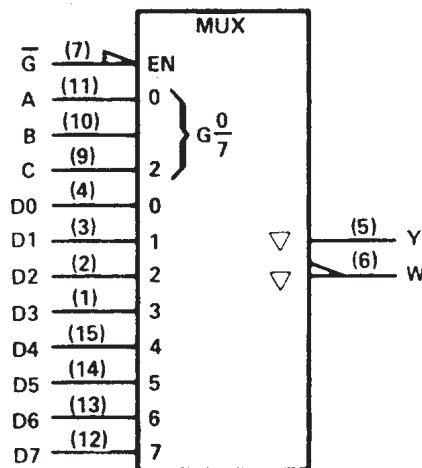 MUX
G̅ (7) EN
A (11) 0
B (10) G 0/7
C (9) 2
D0 (4) 0
D1 (3) 1 ▽ (5) Y
D2 (2) 2 ▽ (6) W
D3 (1) 3
D4 (15) 4
D5 (14) 5
D6 (13) 6
D7 (12) 7